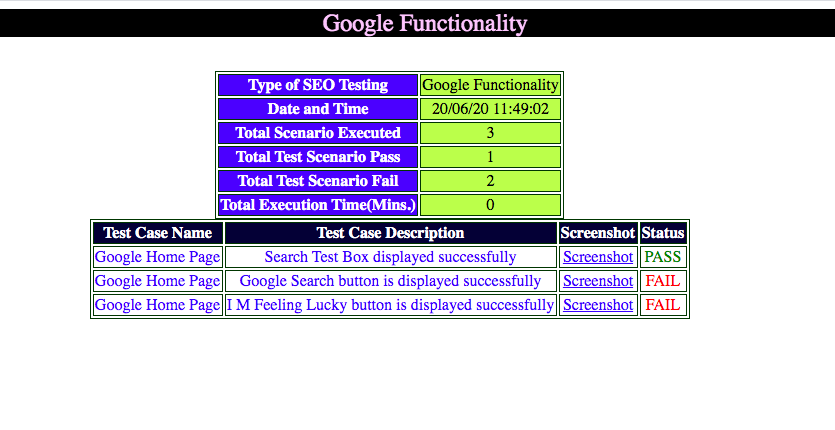 Google Functionality
Type of SEO Testing Google Functionality
Date and Time 20/06/20 11:49:02
Total Scenario Executed 3
Total Test Scenario Pass 1
Total Test Scenario Fail 2
Total Execution Time(Mins.) 0
Test Case Name Test Case Description Screenshot Status
Google Home Page Search Test Box displayed successfully Screenshot PASS
Google Home Page Google Search button is displayed successfully Screenshot FAIL
Google Home Page I M Feeling Lucky button is displayed successfully Screenshot FAIL